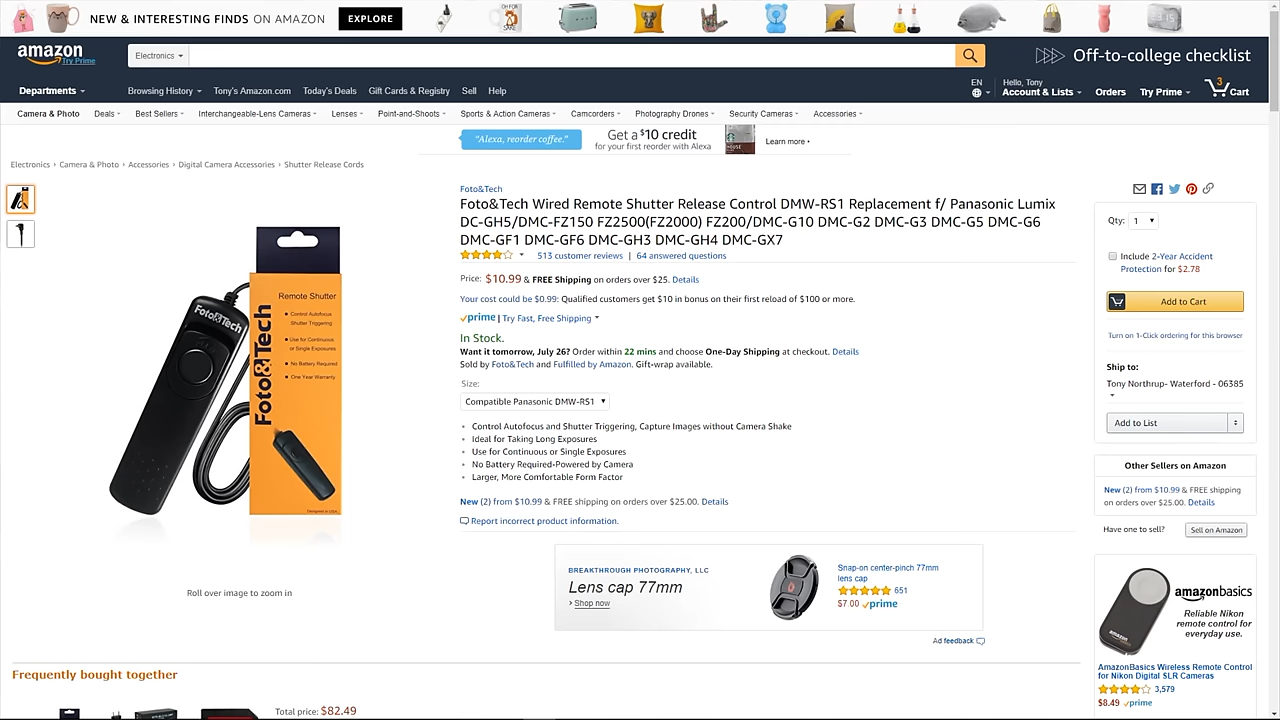 NEW & INTERESTING FINDS ON AMAZON EXPLORE
amazon
Try Prime
Electronics
Off-to-college checklist
Departments
Browsing History Tony's Amazon.com Today's Deals Gift Cards & Registry Sell Help
EN
Hello, Tony
Account & Lists Orders Try Prime 3 Cart
Camera & Photo Deals Best Sellers Interchangeable-Lens Cameras Lenses Point-and-Shoots Sports & Action Cameras Camcorders Photography Drones Security Cameras Accessories
"Alexa, reorder coffee."
Get a $10 credit
for your first reorder with Alexa
Learn more ›
Electronics › Camera & Photo › Accessories › Digital Camera Accessories › Shutter Release Cords
Foto&Tech
Remote Shutter
Control Autofocus
Shutter Triggering
Use for Continuous
or Single Exposures
No Battery Required
One Year Warranty
Foto&Tech
Designed in USA
Roll over image to zoom in
Foto&Tech
Foto&Tech Wired Remote Shutter Release Control DMW-RS1 Replacement f/ Panasonic Lumix
DC-GH5/DMC-FZ150 FZ2500(FZ2000) FZ200/DMC-G10 DMC-G2 DMC-G3 DMC-G5 DMC-G6
DMC-GF1 DMC-GF6 DMC-GH3 DMC-GH4 DMC-GX7
513 customer reviews | 64 answered questions
Price: $10.99 & FREE Shipping on orders over $25. Details
Your cost could be $0.99: Qualified customers get $10 in bonus on their first reload of $100 or more.
prime | Try Fast, Free Shipping
In Stock.
Want it tomorrow, July 26? Order within 22 mins and choose One-Day Shipping at checkout. Details
Sold by Foto&Tech and Fulfilled by Amazon. Gift-wrap available.
Size:
Compatible Panasonic DMW-RS1
Control Autofocus and Shutter Triggering, Capture Images without Camera Shake
Ideal for Taking Long Exposures
Use for Continuous or Single Exposures
No Battery Required-Powered by Camera
Larger, More Comfortable Form Factor
New (2) from $10.99 & FREE shipping on orders over $25.00. Details
Report incorrect product information.
BREAKTHROUGH PHOTOGRAPHY, LLC
Lens cap 77mm
› Shop now
Snap-on center-pinch 77mm
lens cap
651
$7.00 prime
Ad feedback
Qty: 1
Include 2-Year Accident
Protection for $2.78
Add to Cart
Turn on 1-Click ordering for this browser
Ship to:
Tony Northrup- Waterford - 06385
Add to List
Other Sellers on Amazon
New (2) from $10.99 & FREE shipping
on orders over $25.00. Details
Have one to sell? Sell on Amazon
amazonbasics
Reliable Nikon
remote control for
everyday use.
AmazonBasics Wireless Remote Control
for Nikon Digital SLR Cameras
3,579
$8.49 prime
Frequently bought together
Total price: $82.49